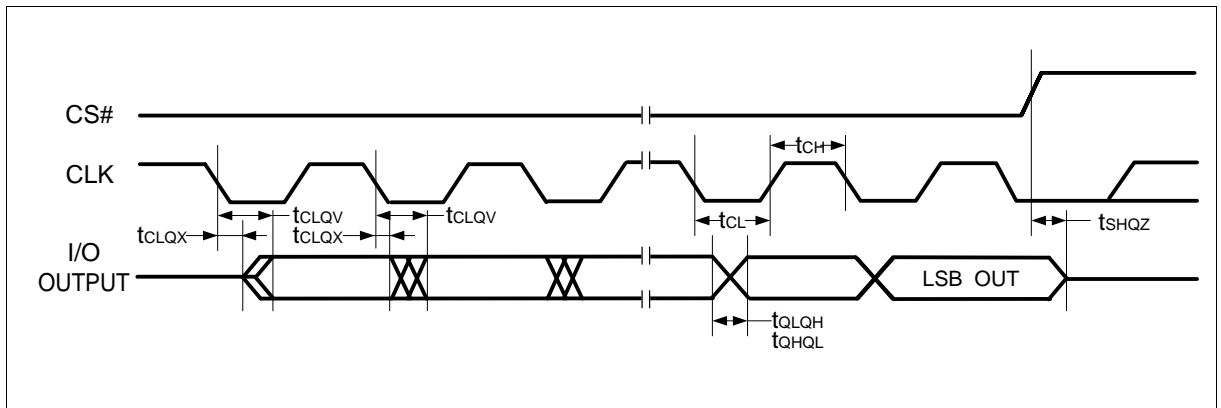 CS#
CLK
tCH
tCLQV
tCLQV
tCL
tCLQX
tCLQX
tSHQZ
I/O
OUTPUT
LSB OUT
tQLQH
tQHQL